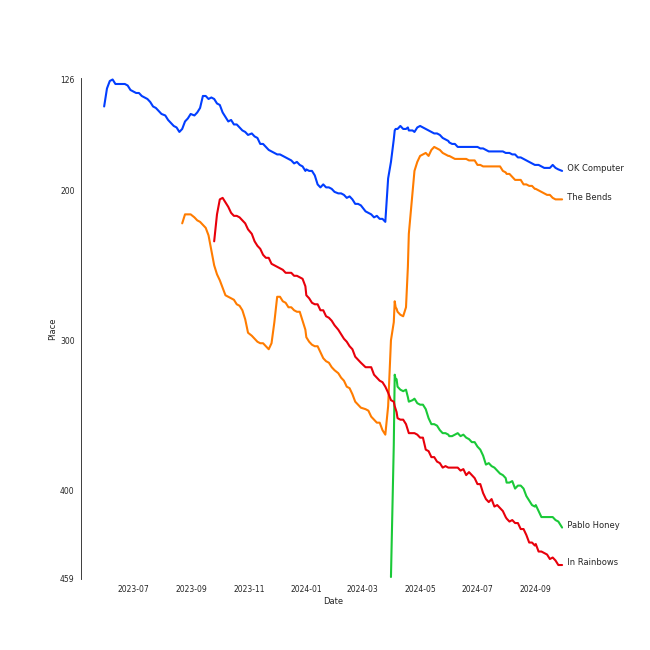 126
200
300
400
459
Place
2023-07
2023-09
2023-11
2024-01
2024-03
2024-05
2024-07
2024-09
Date
OK Computer
The Bends
Pablo Honey
In Rainbows